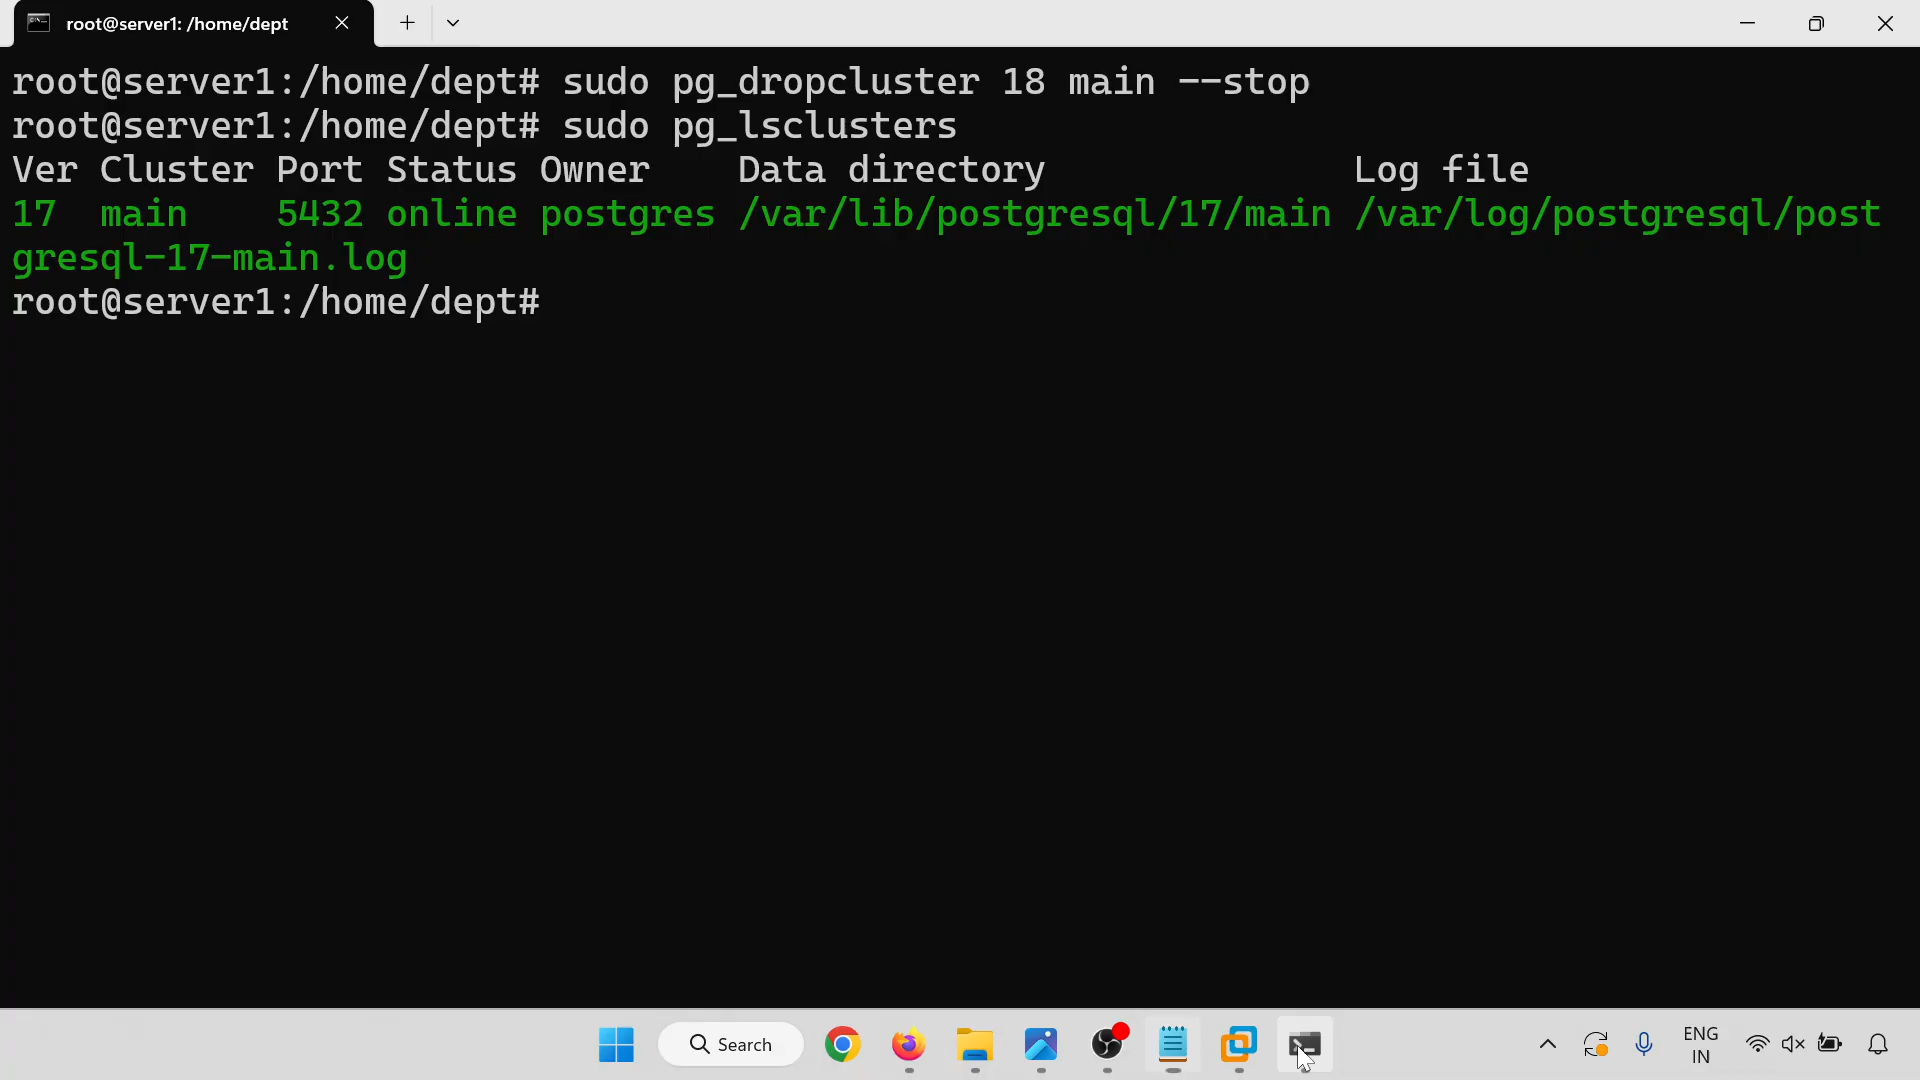 root@server1: /home/dept
root@server1:/home/dept# sudo pg_dropcluster 18 main --stop
root@server1:/home/dept# sudo pg_lsclusters
Ver Cluster Port Status Owner    Data directory              Log file
17  main    5432 online postgres /var/lib/postgresql/17/main /var/log/postgresql/post
gresql-17-main.log
root@server1:/home/dept#
Search
ENG
IN